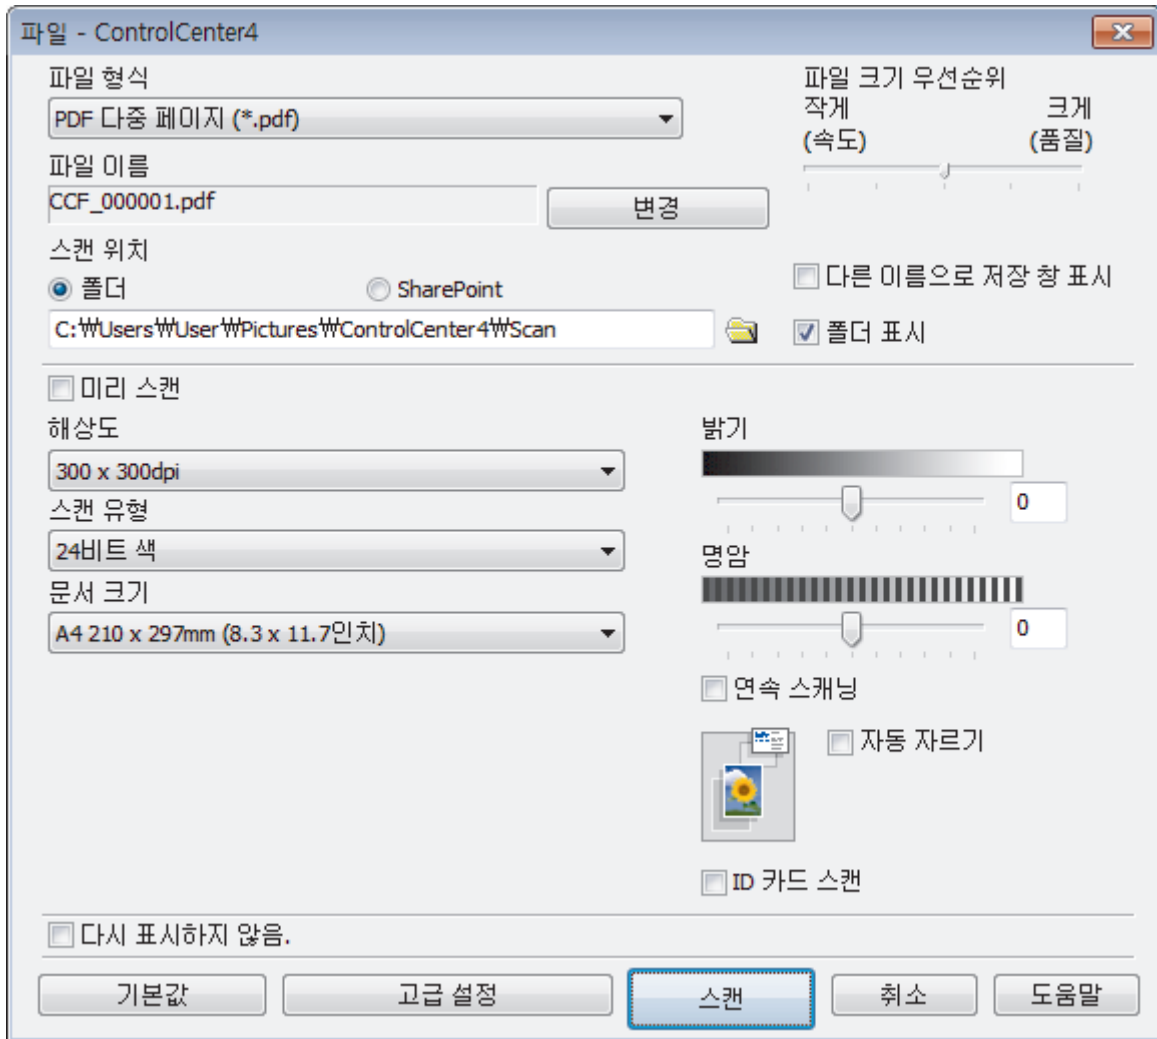 파일 - ControlCenter4
파일 형식
PDF 다중 페이지 (*.pdf)
파일 크기 우선순위
작게 크게
(속도) (품질)
파일 이름
CCF_000001.pdf
변경
스캔 위치
폴더 SharePoint
다른 이름으로 저장 창 표시
C:₩Users₩User₩Pictures₩ControlCenter4₩Scan
폴더 표시
미리 스캔
해상도
300 x 300dpi
스캔 유형
24비트 색
문서 크기
A4 210 x 297mm (8.3 x 11.7인치)
밝기
0
명암
0
연속 스캐닝
자동 자르기
ID 카드 스캔
다시 표시하지 않음.
기본값 고급 설정 스캔 취소 도움말